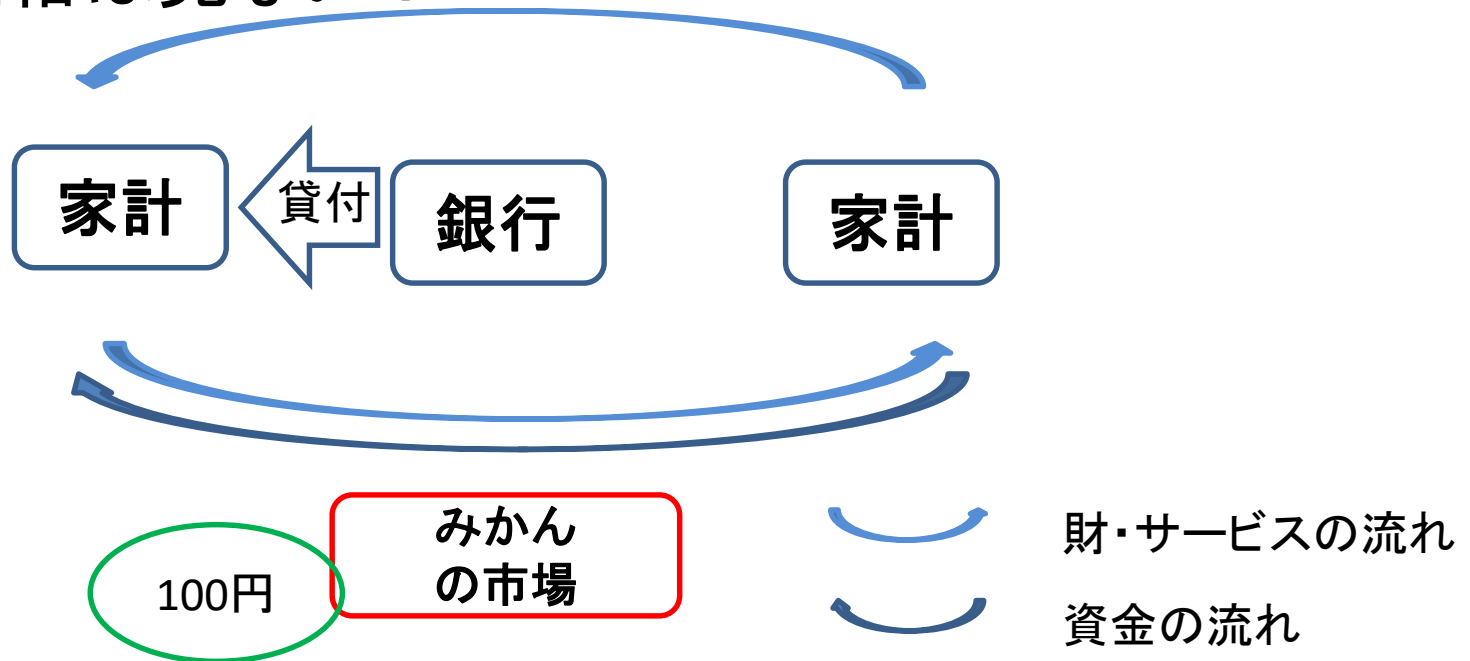 家計
貸付
銀行
家計
みかん
の市場
100円
財・サービスの流れ
資金の流れ